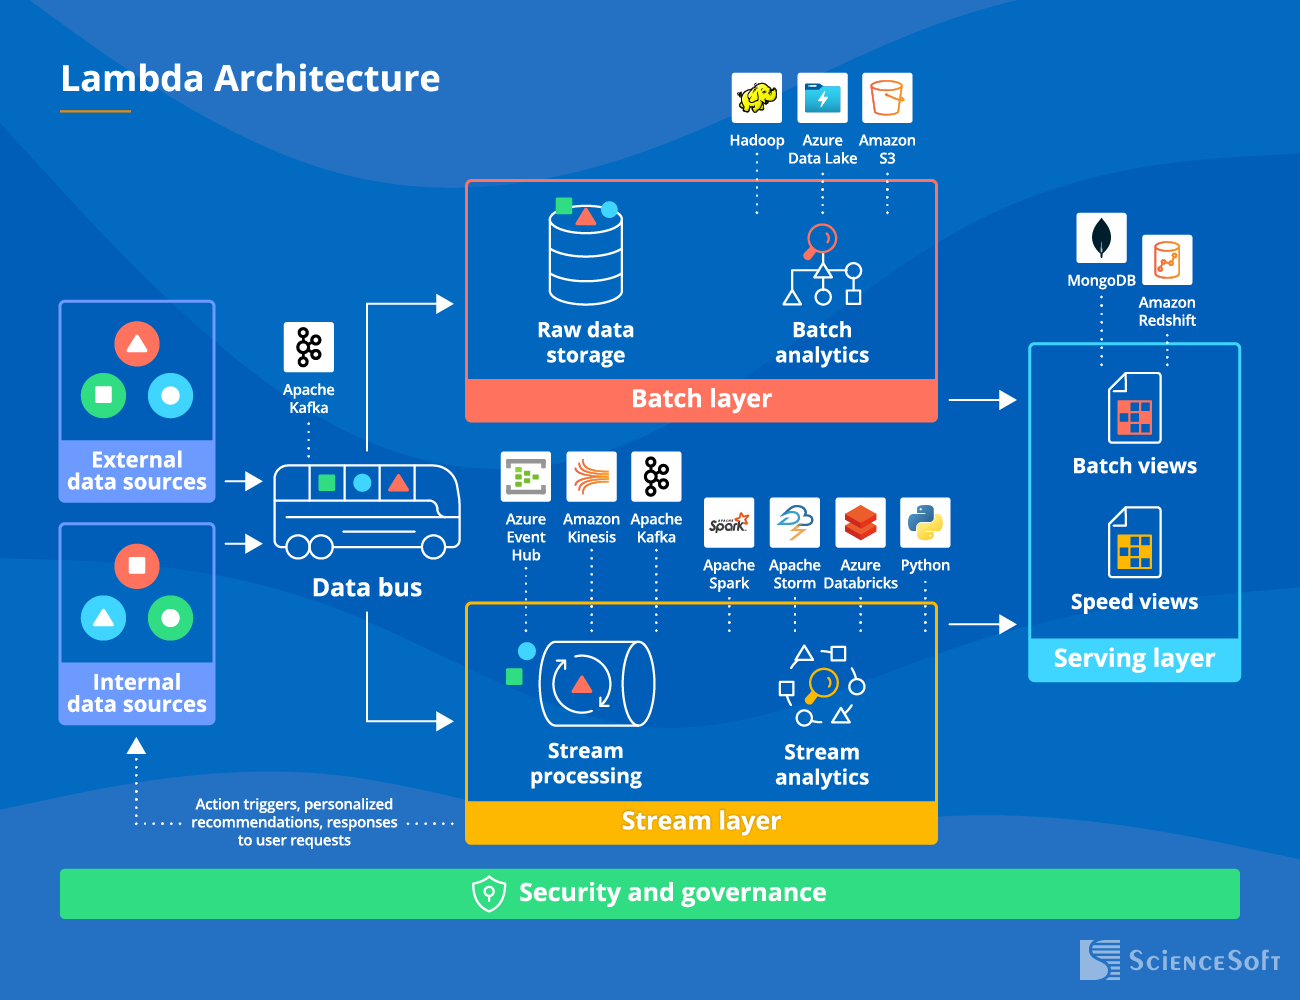 Lambda Architecture
Hadoop
Azure
Data Lake
Amazon
S3
Raw data
storage
Batch
analytics
Batch layer
MongoDB
Amazon
Redshift
Batch views
Speed views
Serving layer
External
data sources
Internal
data sources
Apache
Kafka
Data bus
Azure
Event
Hub
Amazon
Kinesis
Apache
Kafka
APACHE
Spark
Apache
Spark
Apache
Storm
Azure
Databricks
Python
Stream
processing
Stream
analytics
Stream layer
Action triggers, personalized
recommendations, responses
to user requests
Security and governance
ScienceSoft